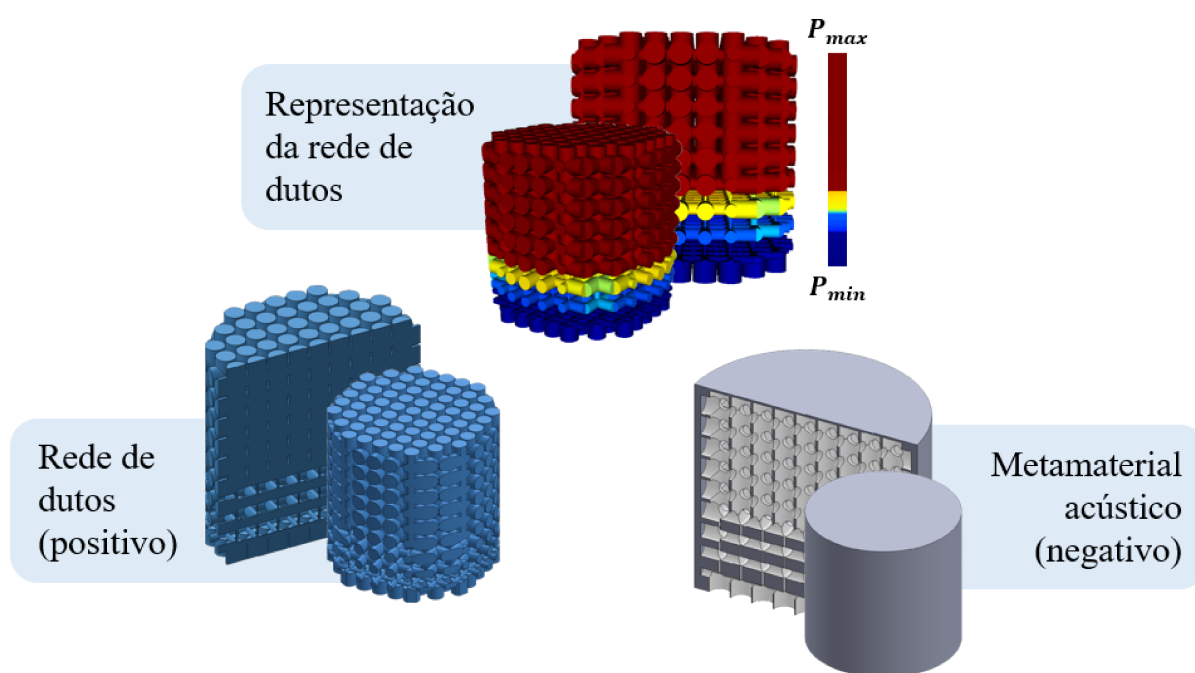 Representação
da rede de
dutos
P_max
P_min
Rede de
dutos
(positivo)
Metamaterial
acústico
(negativo)